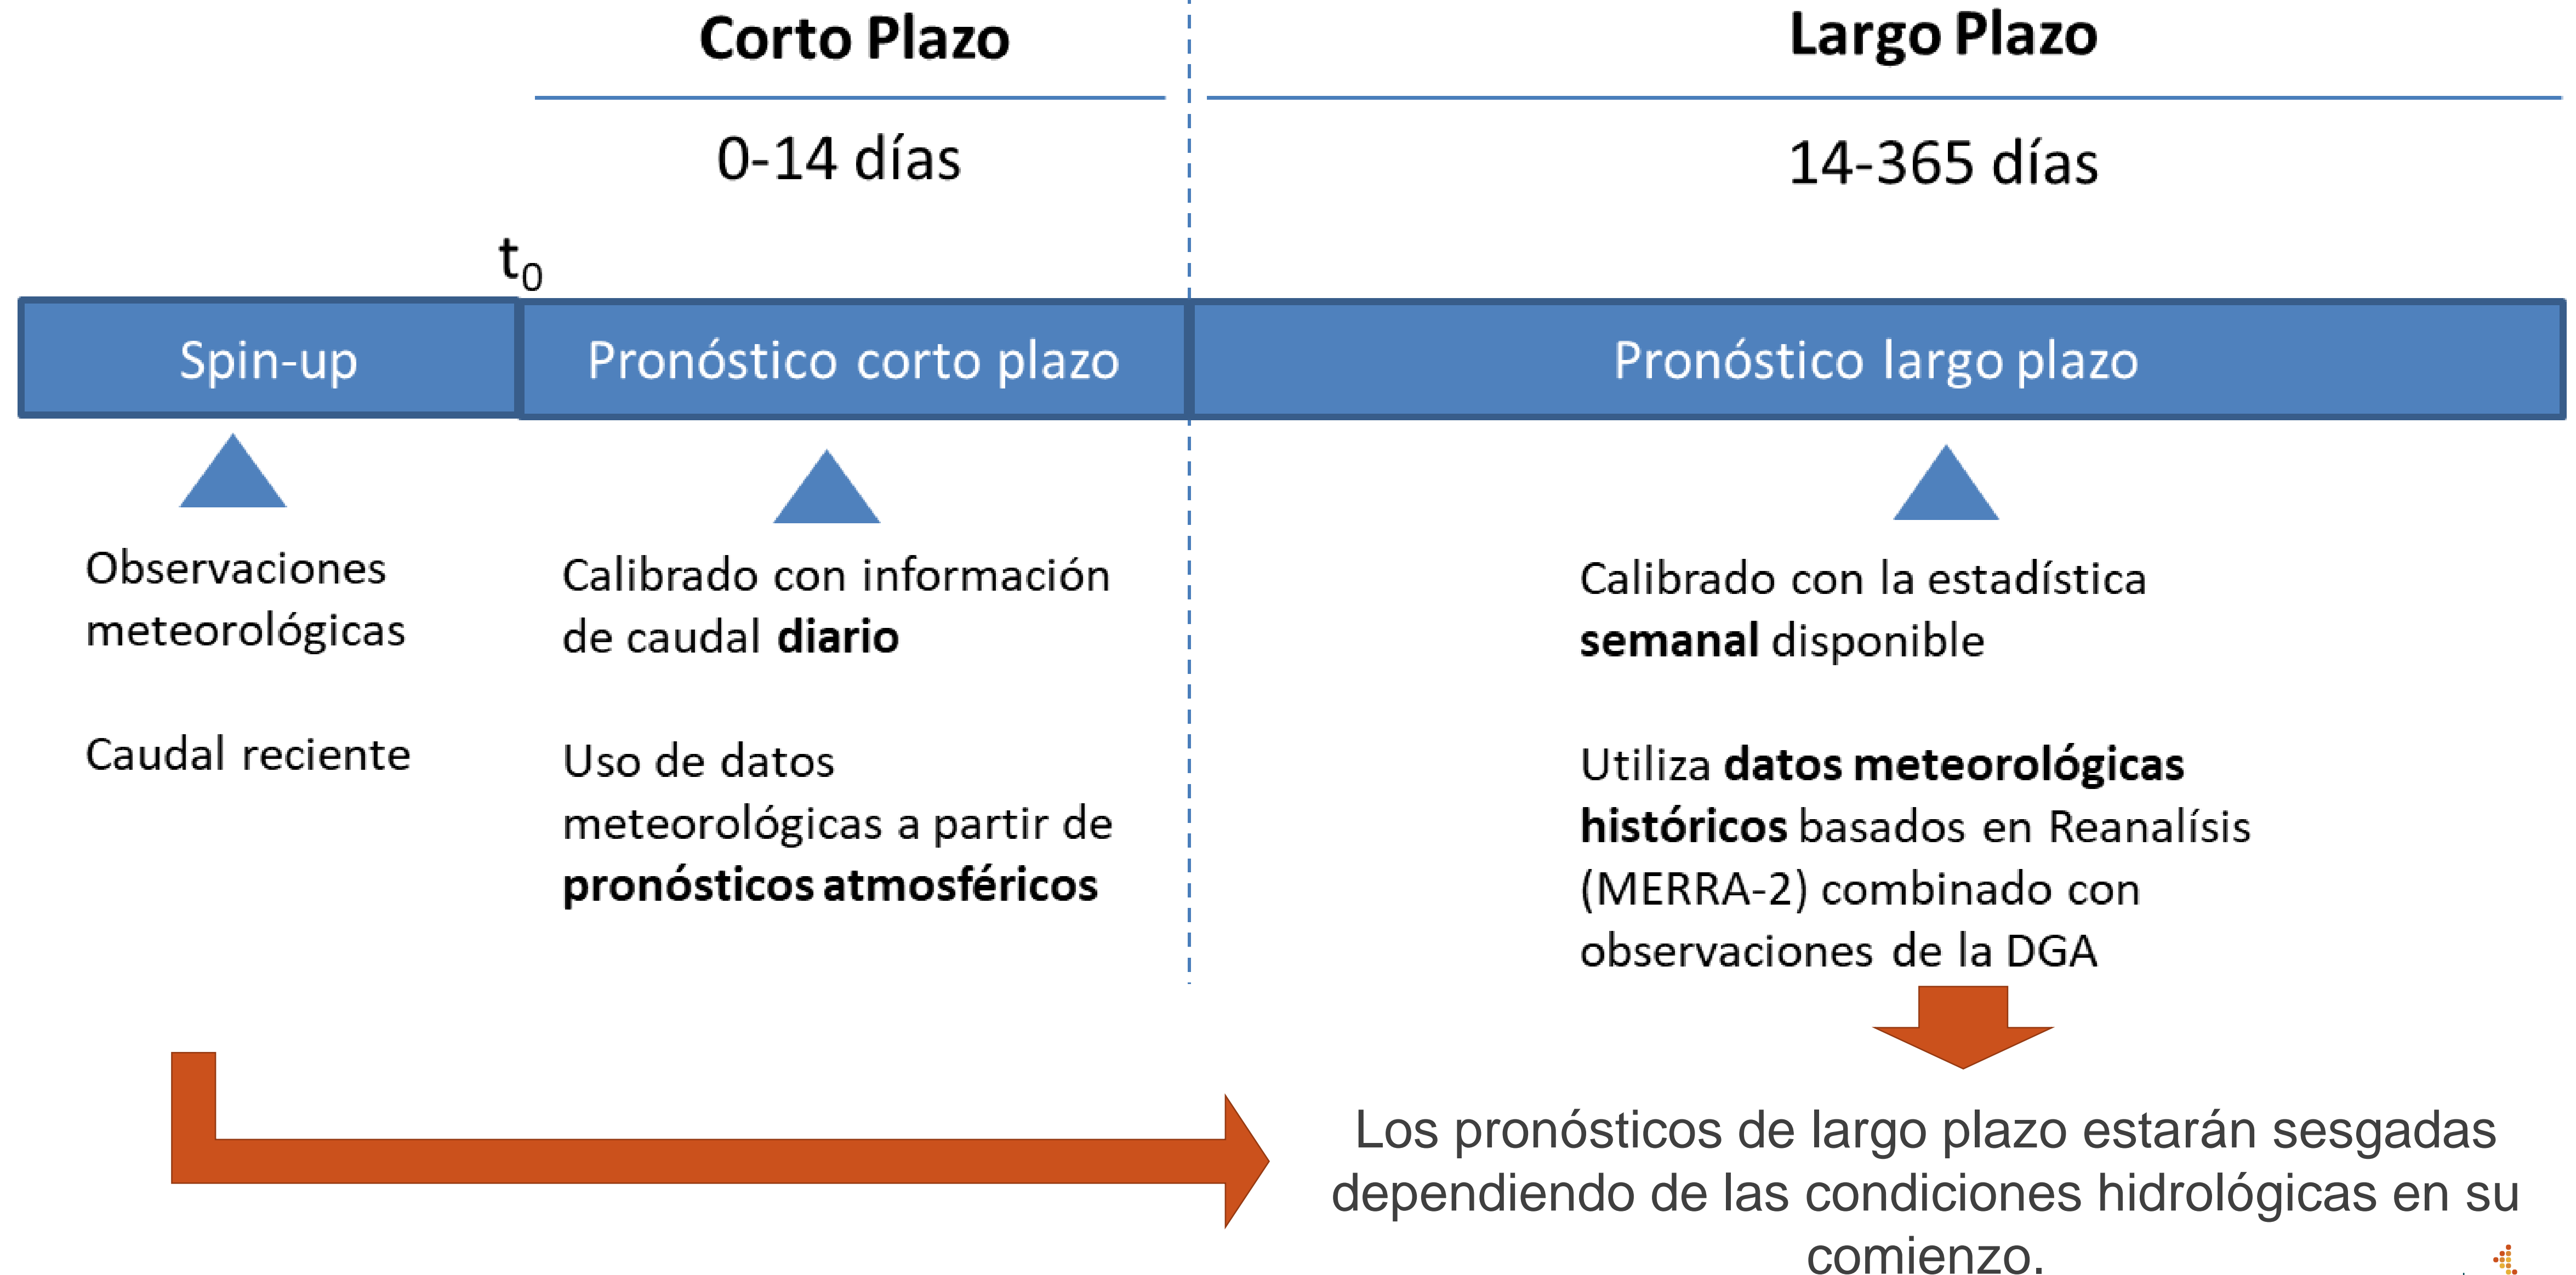 Corto Plazo
Largo Plazo
0-14 días
14-365 días
t₀
Spin-up
Pronóstico corto plazo
Pronóstico largo plazo
Observaciones
meteorológicas
Caudal reciente
Calibrado con información
de caudal diario
Uso de datos
meteorológicas a partir de
pronósticos atmosféricos
Calibrado con la estadística
semanal disponible
Utiliza datos meteorológicas
históricos basados en Reanalísis
(MERRA-2) combinado con
observaciones de la DGA
Los pronósticos de largo plazo estarán sesgadas
dependiendo de las condiciones hidrológicas en su
comienzo.